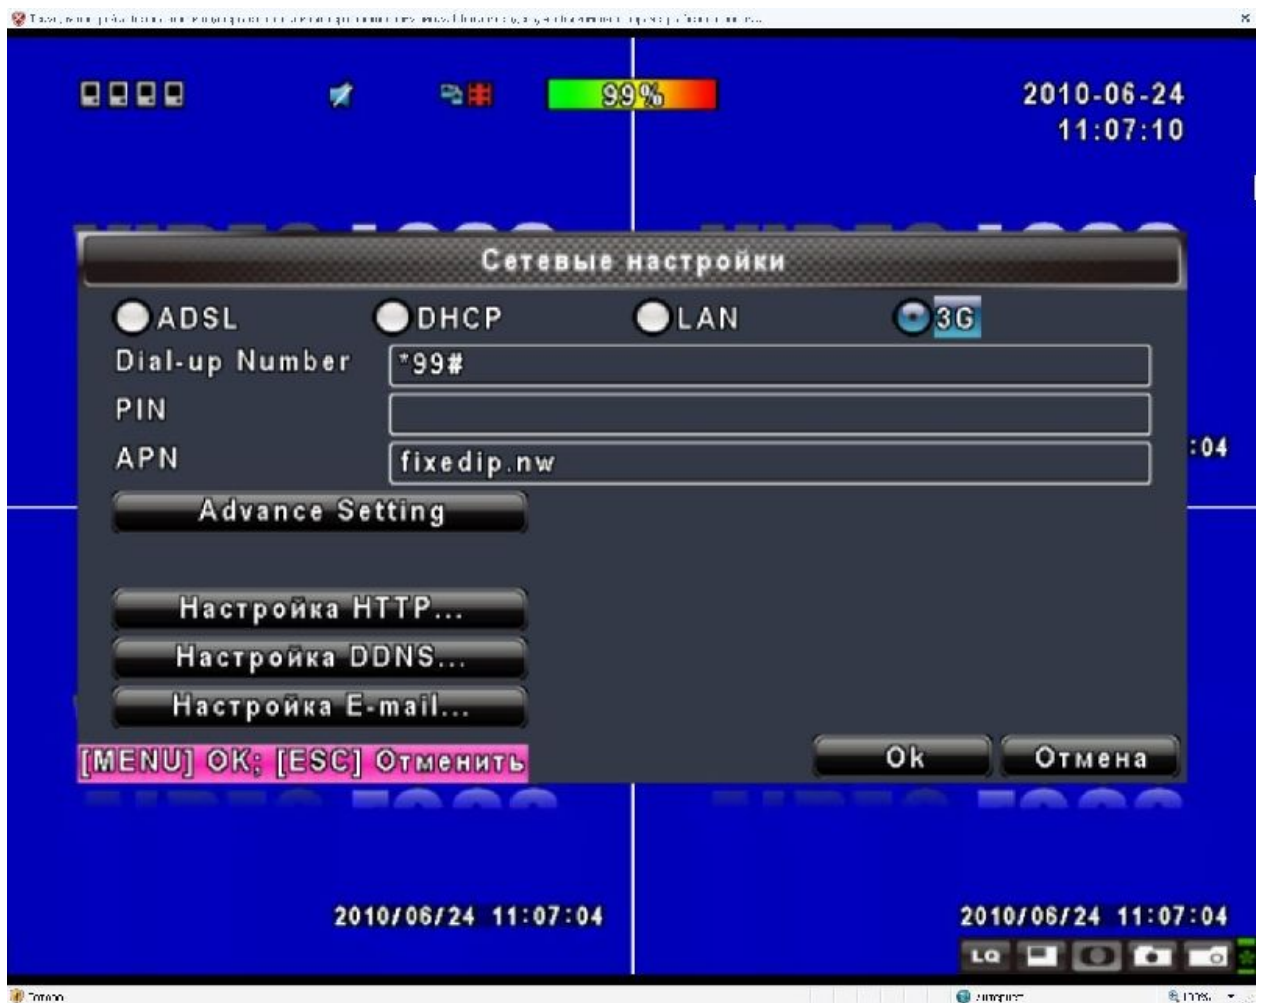 99%
2010-06-24
11:07:10
Сетевые настройки
ADSL
DHCP
LAN
3G
Dial-up Number
*99#
PIN
APN
fixedip.nw
:04
Advance Setting
Настройка HTTP...
Настройка DDNS...
Настройка E-mail...
[MENU] OK; [ESC] Отменить
Ok
Отмена
2010/06/24 11:07:04
2010/06/24 11:07:04
LQ
Готово